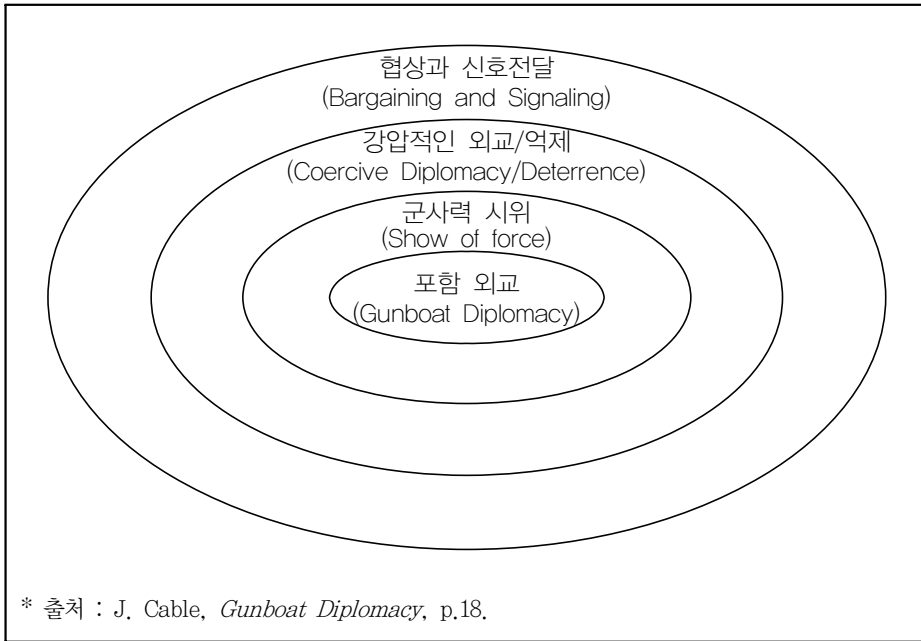 협상과 신호전달
(Bargaining and Signaling)
강압적인 외교/억제
(Coercive Diplomacy/Deterrence)
군사력 시위
(Show of force)
포함 외교
(Gunboat Diplomacy)
* 출처 : J. Cable, Gunboat Diplomacy, p.18.